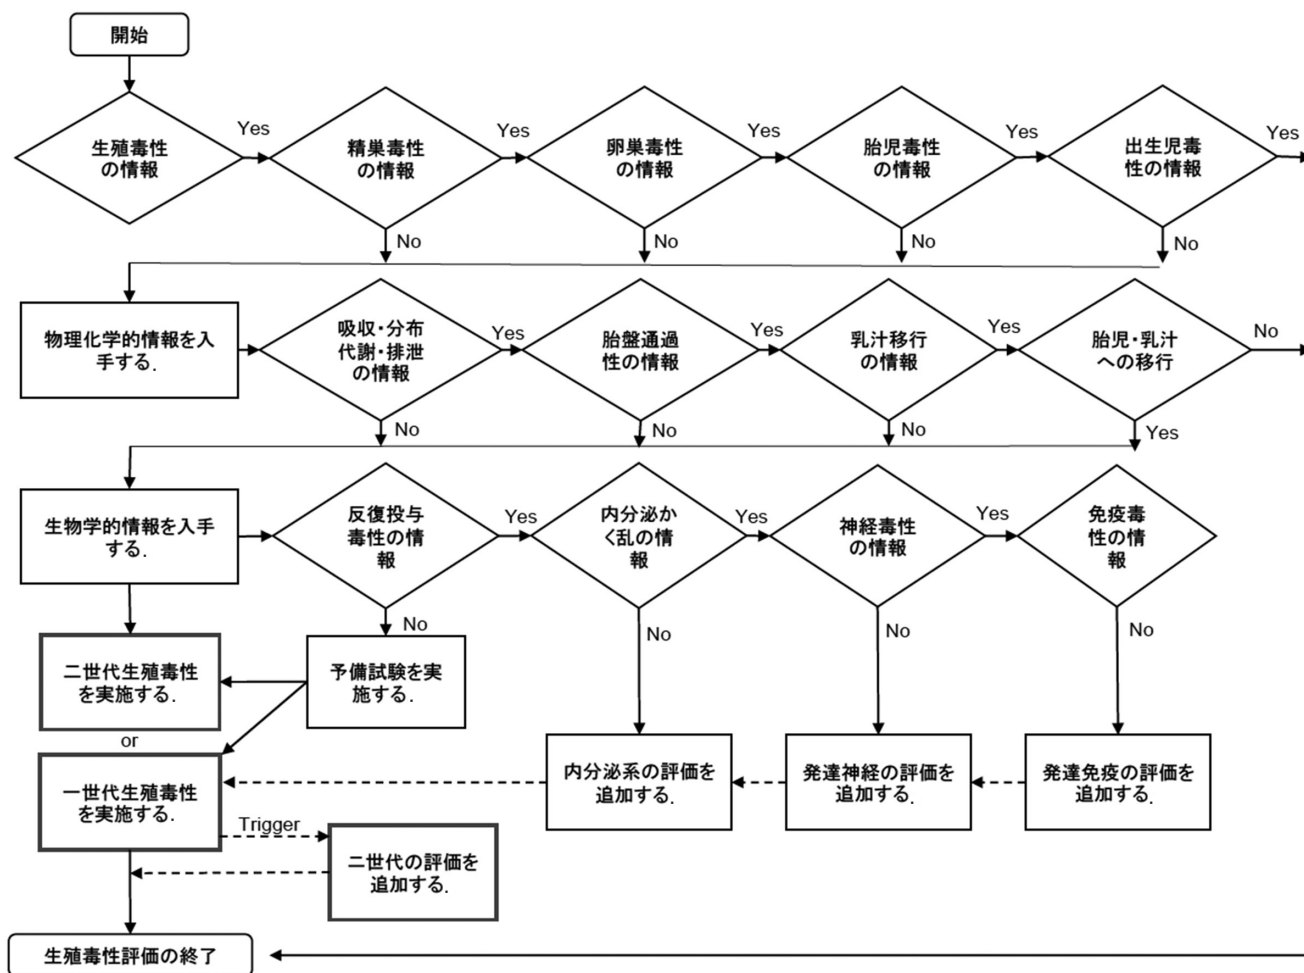 開始
生殖毒性
の情報
Yes
精巣毒性
の情報
Yes
卵巣毒性
の情報
Yes
胎児毒性
の情報
Yes
出生児毒
性の情報
Yes
No
No
No
No
物理化学的情報を入
手する.
吸収・分布
代謝・排泄
の情報
Yes
胎盤通過
性の情報
Yes
乳汁移行
の情報
Yes
胎児・乳汁
への移行
No
No
No
No
Yes
生物学的情報を入手
する.
反復投与
毒性の情
報
Yes
内分泌か
く乱の情
報
Yes
神経毒性
の情報
Yes
免疫毒
性の情
報
No
No
No
No
二世代生殖毒性
を実施する.
予備試験を実
施する.
or
一世代生殖毒性
を実施する.
内分泌系の評価を
追加する.
発達神経の評価を
追加する.
発達免疫の評価を
追加する.
Trigger
二世代の評価を
追加する.
生殖毒性評価の終了